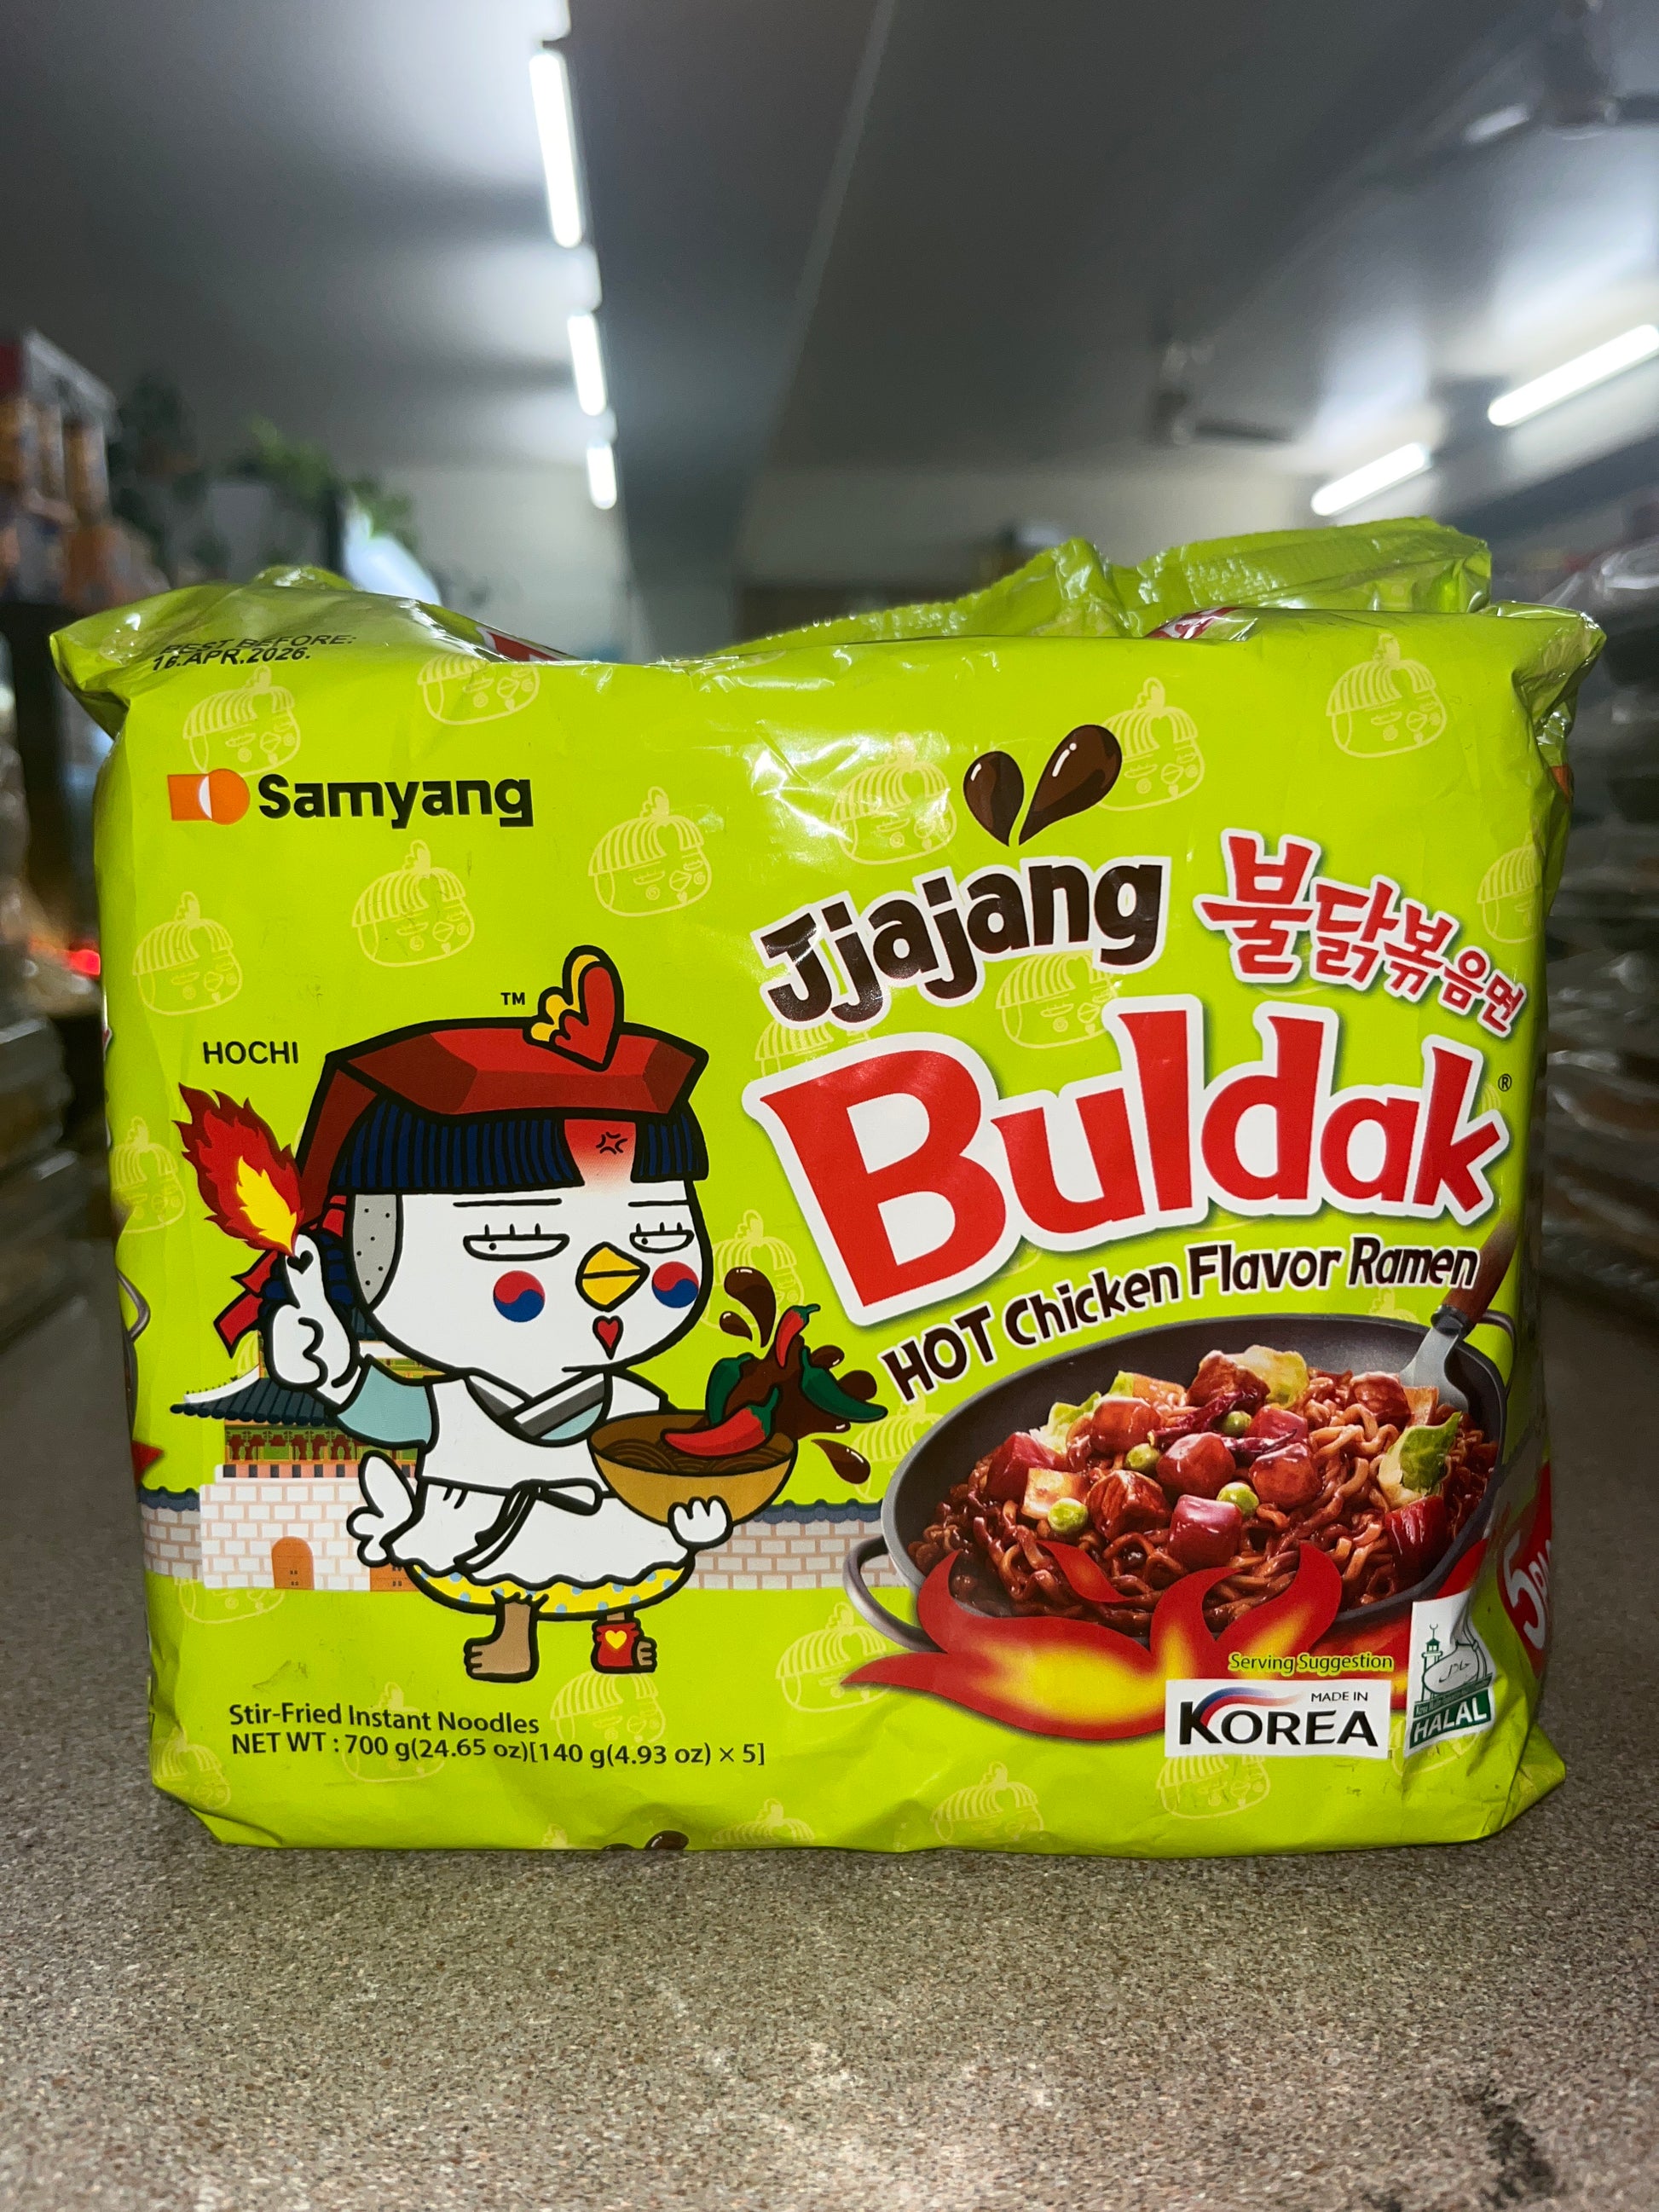 BEST BEFORE:
16.APR.2026.
Samyang
Jjajang
불닭볶음면
Buldak®
HOT Chicken Flavor Ramen
TM
HOCHI
Serving Suggestion
MADE IN
KOREA
HALAL
Stir-Fried Instant Noodles
NET WT : 700 g(24.65 oz)[140 g(4.93 oz) × 5]